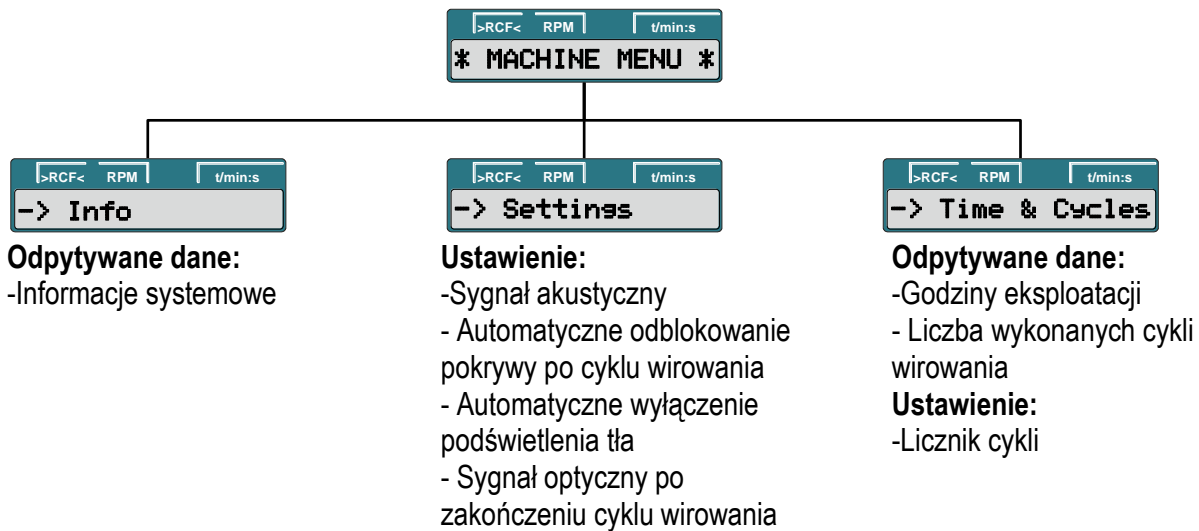 >RCF< RPM t/min:s
* MACHINE MENU *
>RCF< RPM t/min:s
-> Info
Odpytywane dane:
-Informacje systemowe
>RCF< RPM t/min:s
-> Settings
Ustawienie:
-Sygnał akustyczny
- Automatyczne odblokowanie
pokrywy po cyklu wirowania
- Automatyczne wyłączenie
podświetlenia tła
- Sygnał optyczny po
zakończeniu cyklu wirowania
>RCF< RPM t/min:s
-> Time & Cycles
Odpytywane dane:
-Godziny eksploatacji
- Liczba wykonanych cykli
wirowania
Ustawienie:
-Licznik cykli